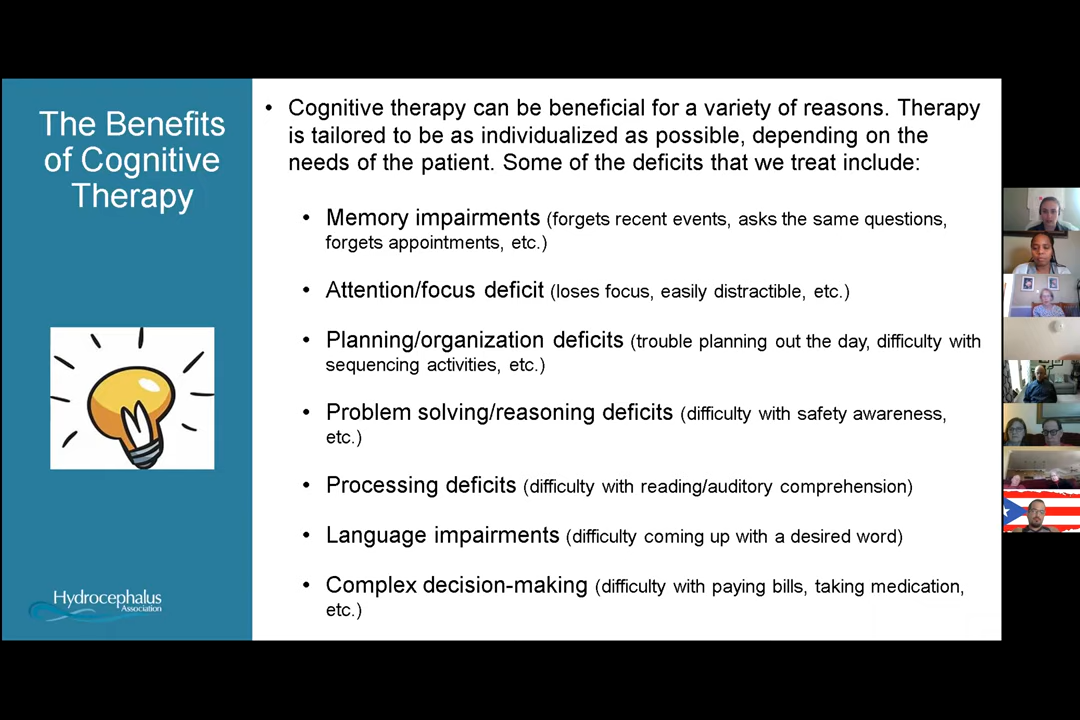 The Benefits
of Cognitive
Therapy
• Cognitive therapy can be beneficial for a variety of reasons. Therapy
is tailored to be as individualized as possible, depending on the
needs of the patient. Some of the deficits that we treat include:
• Memory impairments (forgets recent events, asks the same questions,
forgets appointments, etc.)
• Attention/focus deficit (loses focus, easily distractible, etc.)
• Planning/organization deficits (trouble planning out the day, difficulty with
sequencing activities, etc.)
• Problem solving/reasoning deficits (difficulty with safety awareness,
etc.)
• Processing deficits (difficulty with reading/auditory comprehension)
• Language impairments (difficulty coming up with a desired word)
• Complex decision-making (difficulty with paying bills, taking medication,
etc.)
Hydrocephalus
Association